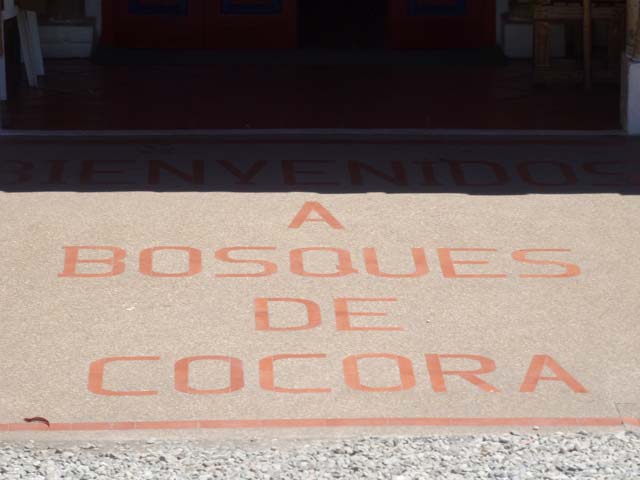 BIENVENIDOS
A
BOSQUES
DE
COCORA